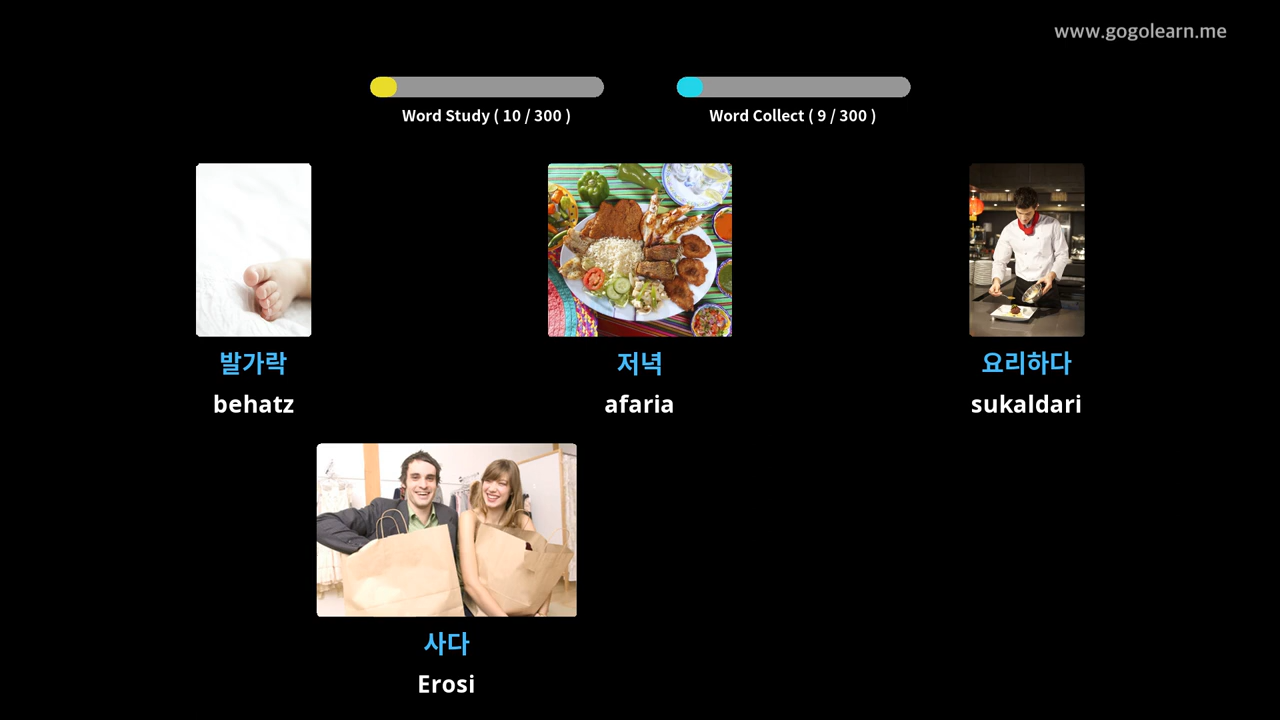 www.gogolearn.me
Word Study ( 10 / 300 )
Word Collect ( 9 / 300 )
발가락
behatz
저녁
afaria
요리하다
sukaldari
사다
Erosi